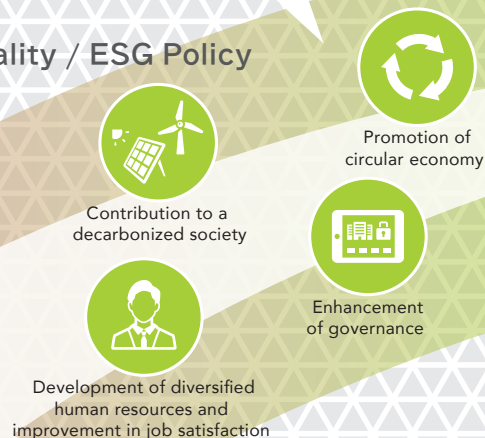 ality / ESG Policy
Promotion of
circular economy
Contribution to a
decarbonized society
Enhancement
of governance
Development of diversified
human resources and
improvement in job satisfaction